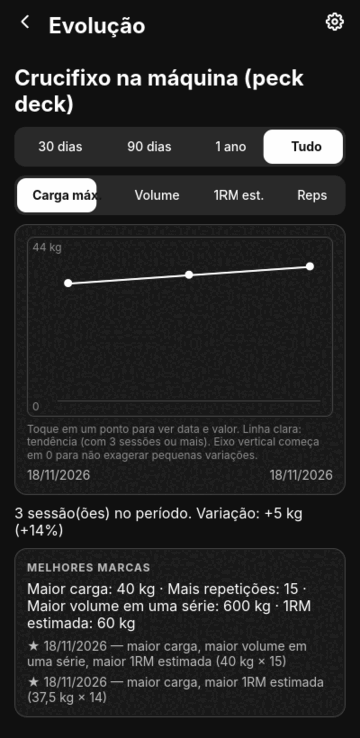 Evolução
Crucifixo na máquina (peck
deck)
30 dias 90 dias 1 ano Tudo
Carga máx. Volume 1RM est. Reps
44 kg
0
Toque em um ponto para ver data e valor. Linha clara:
tendência (com 3 sessões ou mais). Eixo vertical começa
em 0 para não exagerar pequenas variações.
18/11/2026 18/11/2026
3 sessão(ões) no período. Variação: +5 kg
(+14%)
MELHORES MARCAS
Maior carga: 40 kg · Mais repetições: 15 ·
Maior volume em uma série: 600 kg · 1RM
estimada: 60 kg
★ 18/11/2026 — maior carga, maior volume em
uma série, maior 1RM estimada (40 kg × 15)
★ 18/11/2026 — maior carga, maior 1RM estimada
(37,5 kg × 14)